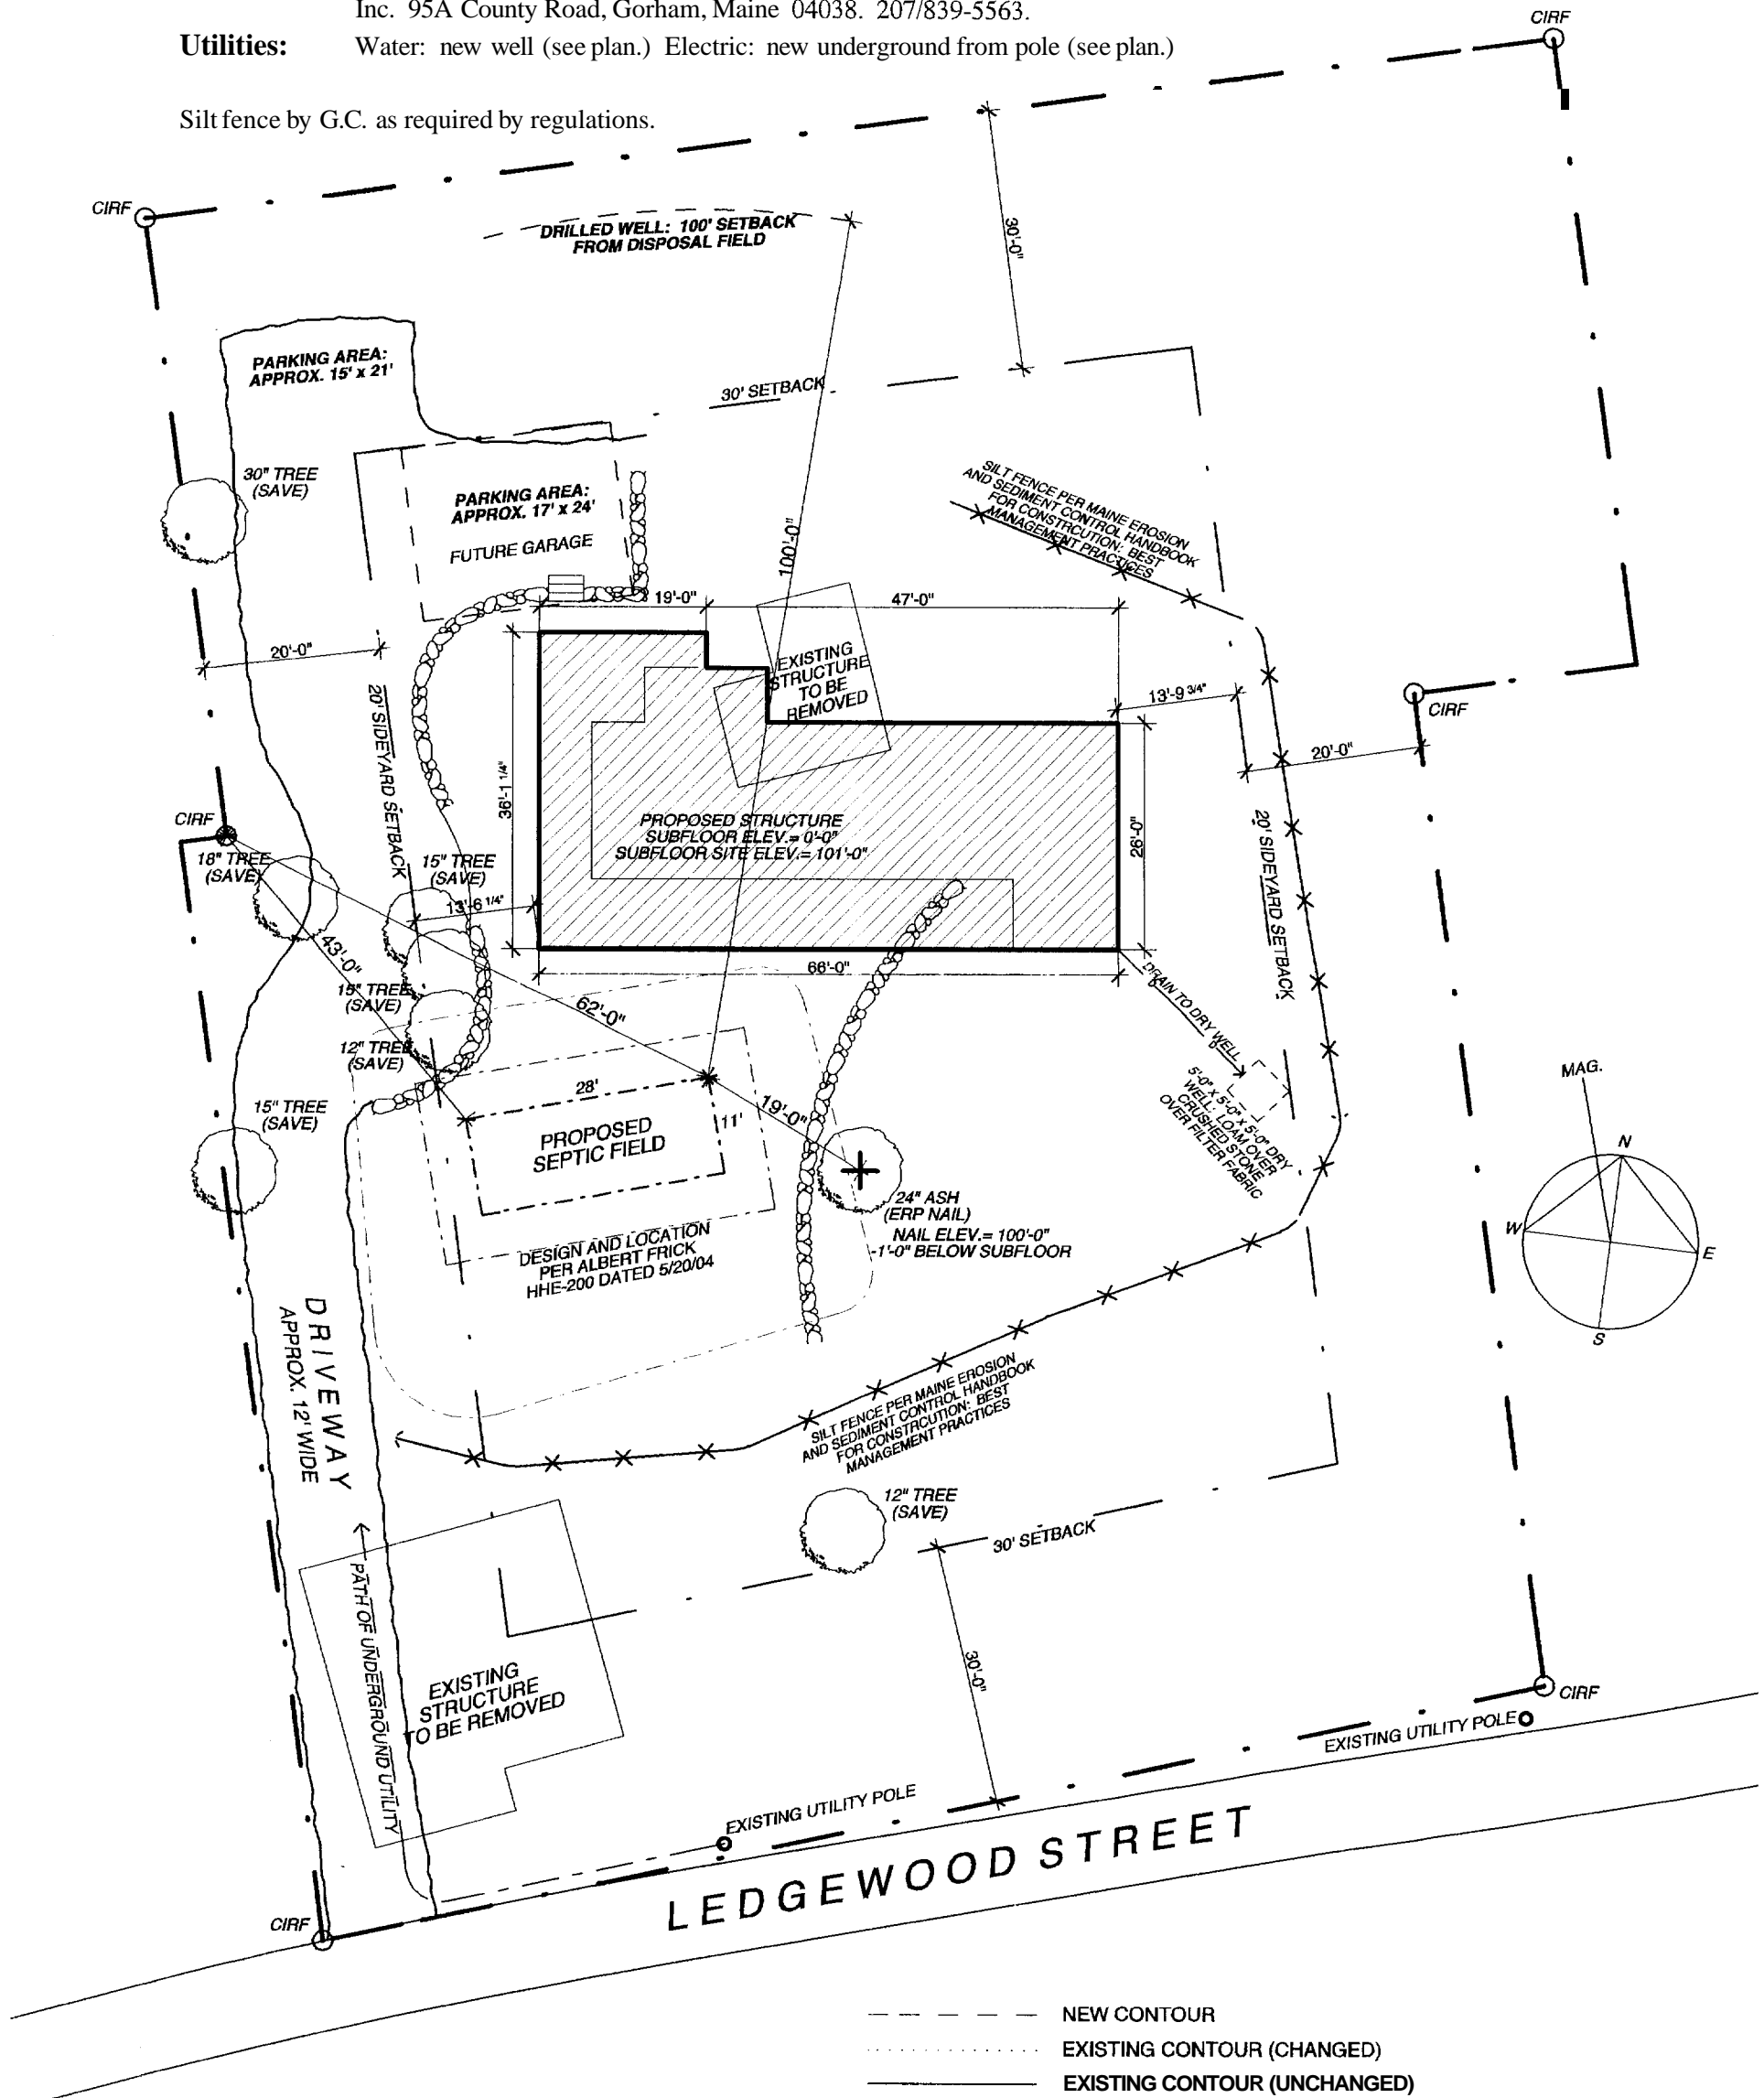 Inc. 95A County Road, Gorham, Maine 04038. 207/839-5563.
Utilities: Water: new well (see plan.) Electric: new underground from pole (see plan.)
Silt fence by G.C. as required by regulations.
CIRF
CIRF
DRILLED WELL: 100' SETBACK
FROM DISPOSAL FIELD
30'-0"
PARKING AREA:
APPROX. 15' x 21'
30' SETBACK
30" TREE
(SAVE)
PARKING AREA:
APPROX. 17' x 24'
FUTURE GARAGE
100'-0"
SILT FENCE PER MAINE EROSION
AND SEDIMENT CONTROL HANDBOOK
FOR CONSTRCUTION: BEST
MANAGEMENT PRACTICES
19'-0"
47'-0"
20'-0"
EXISTING
STRUCTURE
TO BE
REMOVED
13'-9 3/4"
CIRF
20'-0"
20' SIDEYARD SETBACK
36'-1 1/4"
CIRF
PROPOSED STRUCTURE
SUBFLOOR ELEV.= 0'-0"
SUBFLOOR SITE ELEV.= 101'-0"
26'-0"
20' SIDEYARD SETBACK
18" TREE
(SAVE)
15" TREE
(SAVE)
13'-6 1/4"
43'-0"
66'-0"
15" TREE
(SAVE)
62'-0"
DRAIN TO DRY WELL
12" TREE
(SAVE)
28'
19'-0"
11'
5'-0" X 5'-0" x 5'-0" DRY
WELL: LOAM OVER
CRUSHED STONE
OVER FILTER FABRIC
MAG.
15" TREE
(SAVE)
PROPOSED
SEPTIC FIELD
N
W
E
S
24" ASH
(ERP NAIL)
NAIL ELEV.= 100'-0"
-1'-0" BELOW SUBFLOOR
DESIGN AND LOCATION
PER ALBERT FRICK
HHE-200 DATED 5/20/04
DRIVEWAY
APPROX. 12' WIDE
SILT FENCE PER MAINE EROSION
AND SEDIMENT CONTROL HANDBOOK
FOR CONSTRCUTION: BEST
MANAGEMENT PRACTICES
12" TREE
(SAVE)
30' SETBACK
PATH OF UNDERGROUND UTILITY
30'-0"
EXISTING
STRUCTURE
TO BE REMOVED
CIRF
EXISTING UTILITY POLE
EXISTING UTILITY POLE
LEDGEWOOD STREET
CIRF
NEW CONTOUR
EXISTING CONTOUR (CHANGED)
EXISTING CONTOUR (UNCHANGED)